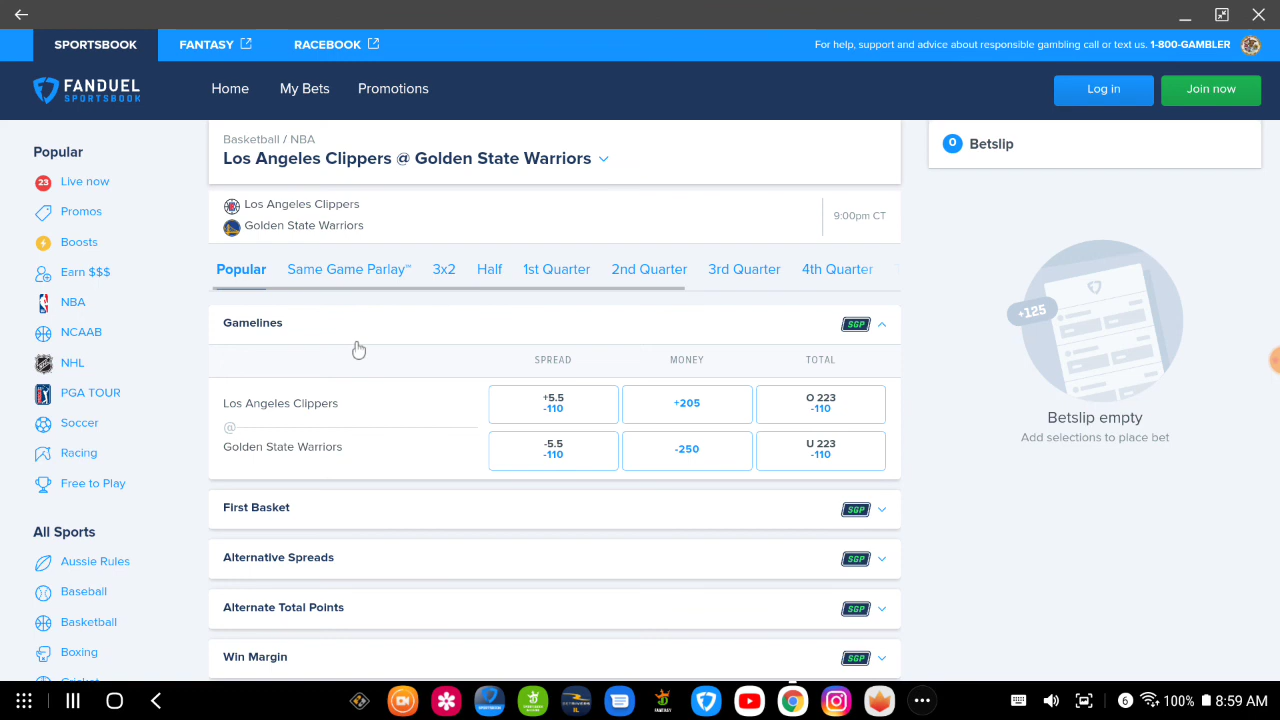 SPORTSBOOK
FANTASY
RACEBOOK
For help, support and advice about responsible gambling call or text us. 1-800-GAMBLER
FANDUEL
SPORTSBOOK
Home
My Bets
Promotions
Log in
Join now
Popular
23 Live now
Promos
Boosts
Earn $$$
NBA
NCAAB
NHL
PGA TOUR
Soccer
Racing
Free to Play
All Sports
Aussie Rules
Baseball
Basketball
Boxing
Basketball / NBA
Los Angeles Clippers @ Golden State Warriors
Los Angeles Clippers
Golden State Warriors
9:00pm CT
Popular
Same Game Parlay™
3x2
Half
1st Quarter
2nd Quarter
3rd Quarter
4th Quarter
Gamelines
SGP
SPREAD
MONEY
TOTAL
Los Angeles Clippers
+5.5
-110
+205
O 223
-110
@
Golden State Warriors
-5.5
-110
-250
U 223
-110
First Basket
SGP
Alternative Spreads
SGP
Alternate Total Points
SGP
Win Margin
SGP
0 Betslip
+125
Betslip empty
Add selections to place bet
6
100%
8:59 AM